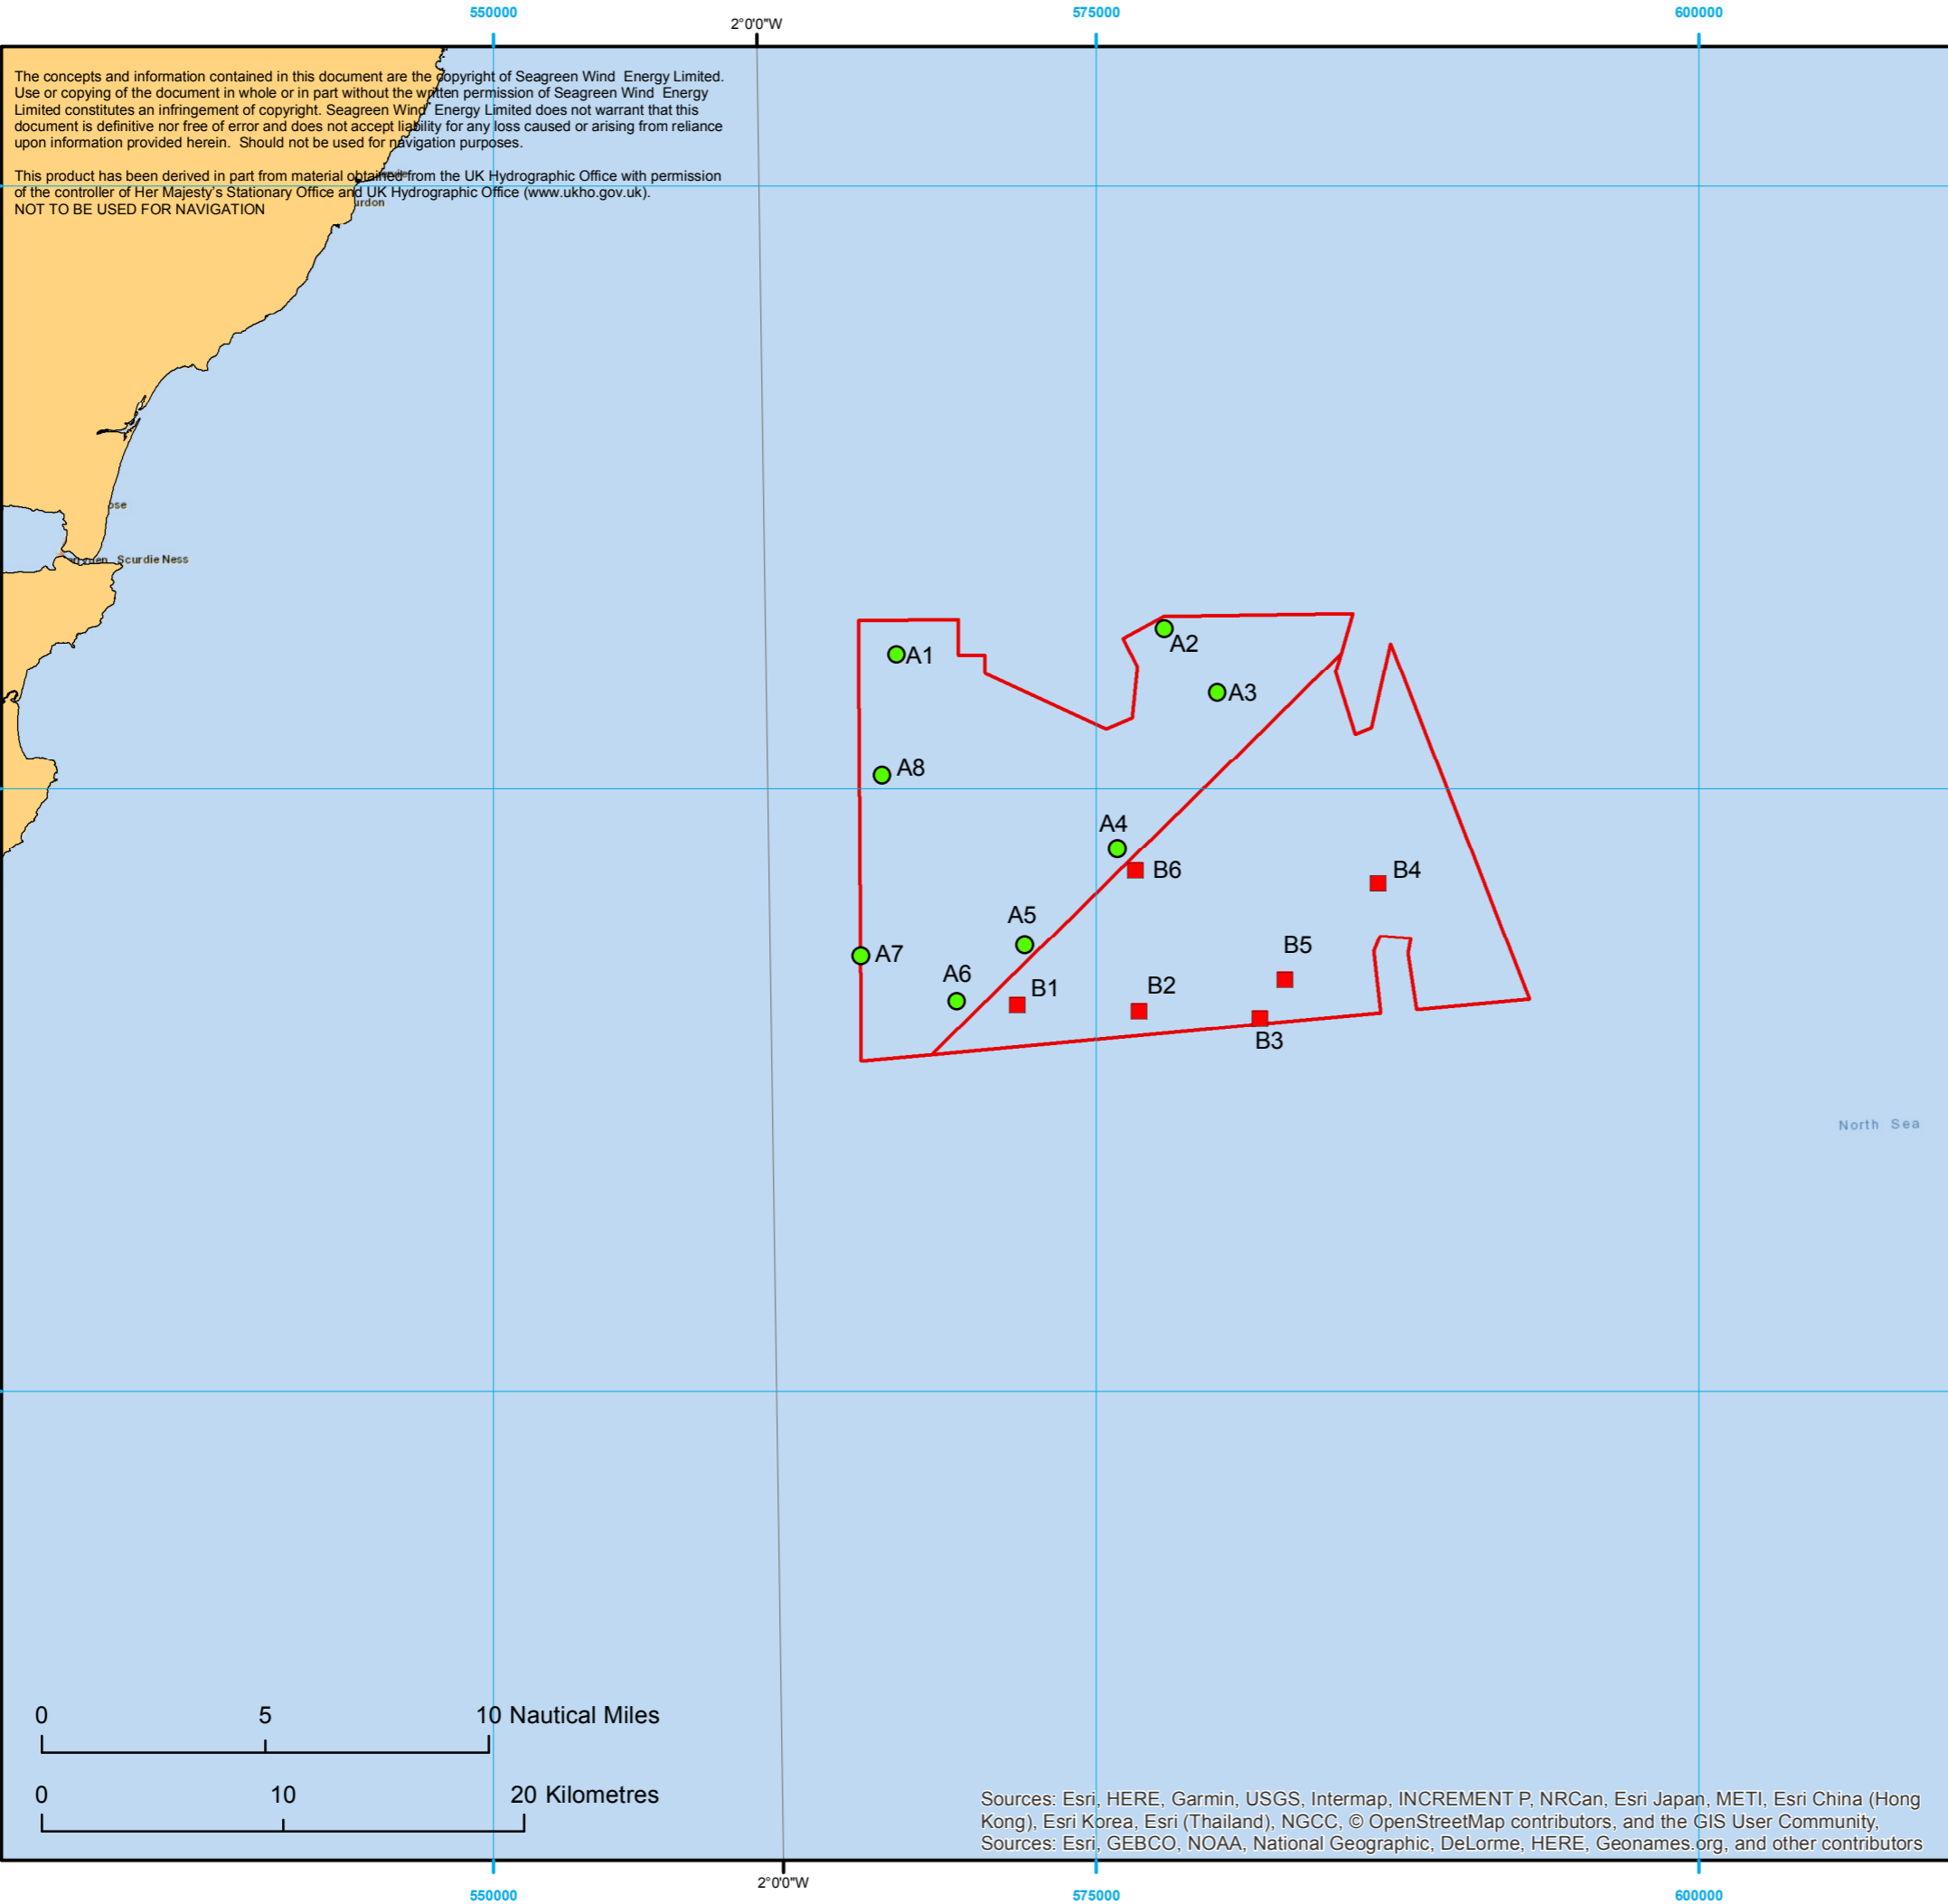 550000
575000
600000
2°0'0"W
The concepts and information contained in this document are the copyright of Seagreen Wind Energy Limited.
Use or copying of the document in whole or in part without the written permission of Seagreen Wind Energy
Limited constitutes an infringement of copyright. Seagreen Wind Energy Limited does not warrant that this
document is definitive nor free of error and does not accept liability for any loss caused or arising from reliance
upon information provided herein. Should not be used for navigation purposes.
This product has been derived in part from material obtained from the UK Hydrographic Office with permission
of the controller of Her Majesty's Stationary Office and UK Hydrographic Office (www.ukho.gov.uk).
NOT TO BE USED FOR NAVIGATION
urdon
ose
Scurdie Ness
A1
A2
A3
A8
A4
B6
B4
A5
B5
A7
A6
B1
B2
B3
North Sea
0 5 10 Nautical Miles
0 10 20 Kilometres
Sources: Esri, HERE, Garmin, USGS, Intermap, INCREMENT P, NRCan, Esri Japan, METI, Esri China (Hong
Kong), Esri Korea, Esri (Thailand), NGCC, © OpenStreetMap contributors, and the GIS User Community,
Sources: Esri, GEBCO, NOAA, National Geographic, DeLorme, HERE, Geonames.org, and other contributors
2°0'0"W
550000
575000
600000